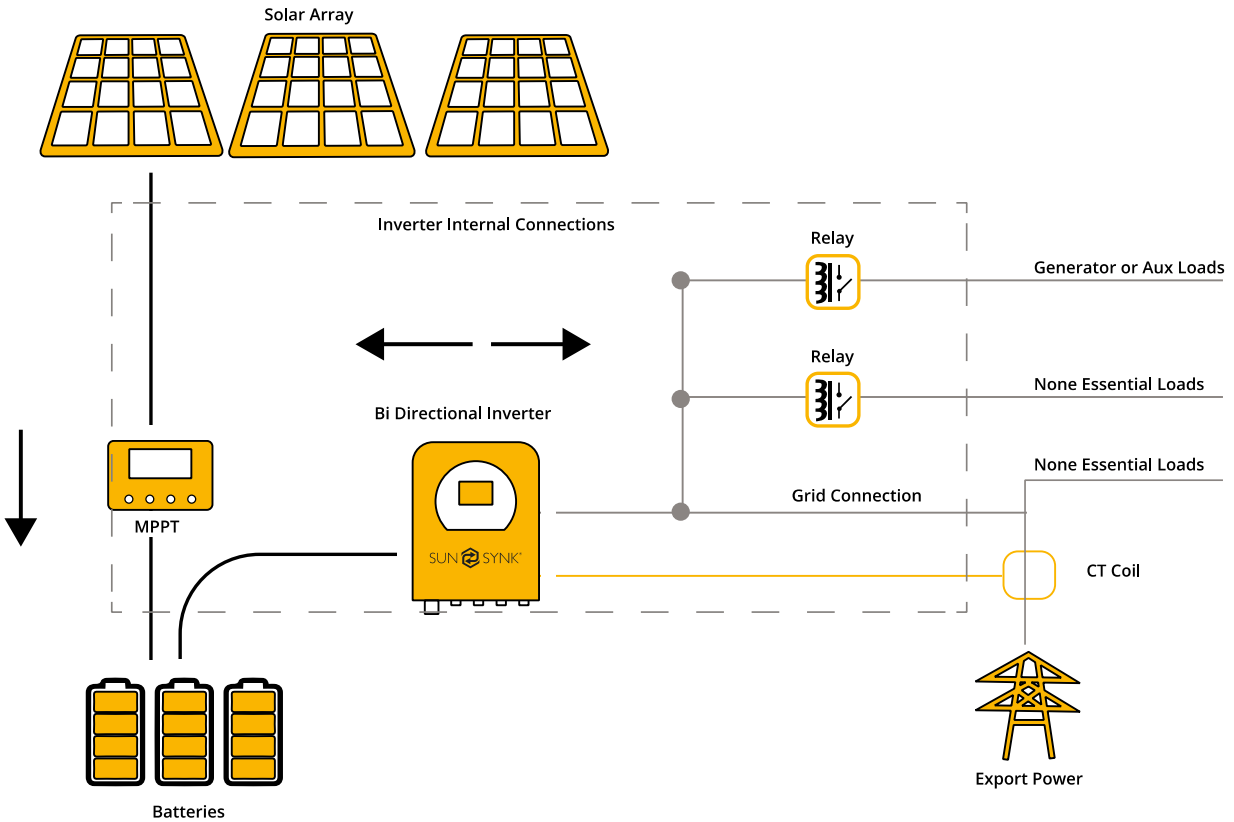 Solar Array
Inverter Internal Connections
Relay
Generator or Aux Loads
Relay
None Essential Loads
Bi Directional Inverter
None Essential Loads
Grid Connection
MPPT
SUN SYNK
CT Coil
Export Power
Batteries